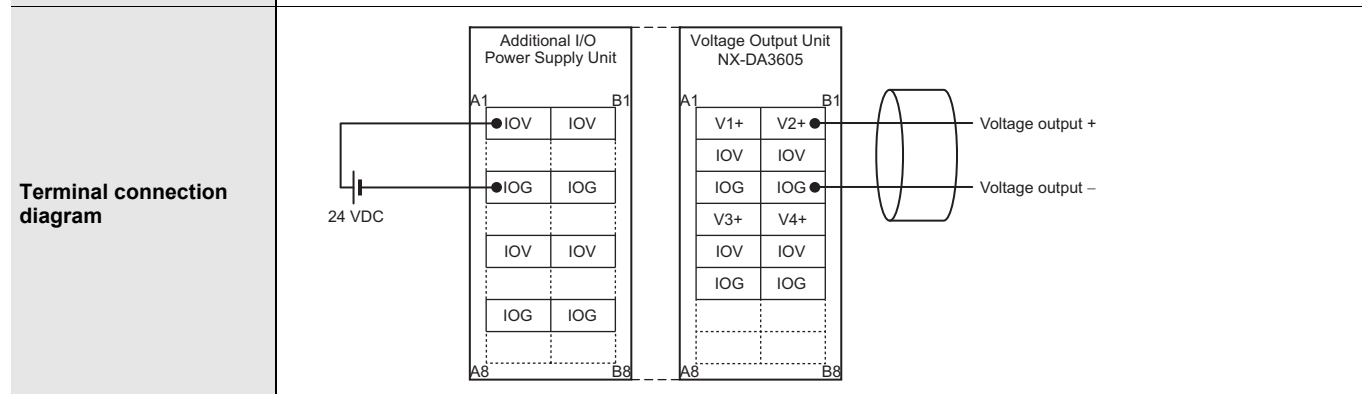 Terminal connection
diagram
Additional I/O
Power Supply Unit
A1 B1
IOV IOV
IOG IOG
IOV IOV
IOG IOG
A8 B8
24 VDC
Voltage Output Unit
NX-DA3605
A1 B1
V1+ V2+
IOV IOV
IOG IOG
V3+ V4+
IOV IOV
IOG IOG
A8 B8
Voltage output +
Voltage output −